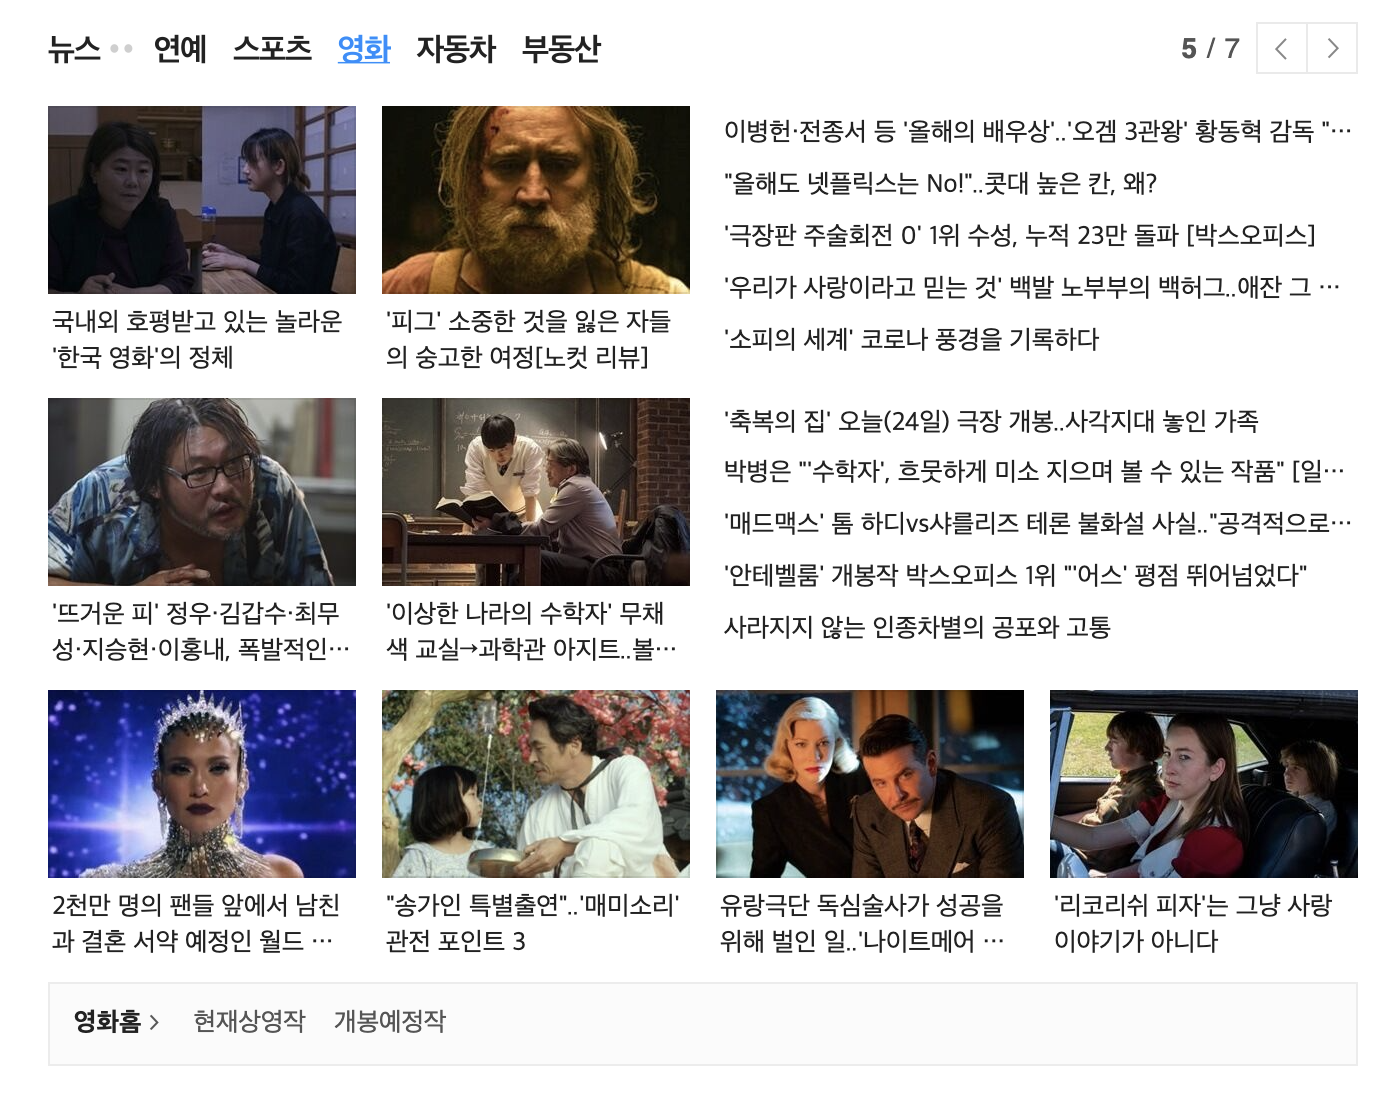 뉴스 연예 스포츠 영화 자동차 부동산
5 / 7
국내외 호평받고 있는 놀라운
'한국 영화'의 정체
'피그' 소중한 것을 잃은 자들
의 숭고한 여정[노컷 리뷰]
이병헌·전종서 등 '올해의 배우상'..'오겜 3관왕' 황동혁 감독 "…
"올해도 넷플릭스는 No!"..콧대 높은 칸, 왜?
'극장판 주술회전 0' 1위 수성, 누적 23만 돌파 [박스오피스]
'우리가 사랑이라고 믿는 것' 백발 노부부의 백허그..애잔 그 …
'소피의 세계' 코로나 풍경을 기록하다
'뜨거운 피' 정우·김갑수·최무
성·지승현·이홍내, 폭발적인…
'이상한 나라의 수학자' 무채
색 교실→과학관 아지트..볼…
'축복의 집' 오늘(24일) 극장 개봉..사각지대 놓인 가족
박병은 "'수학자', 흐뭇하게 미소 지으며 볼 수 있는 작품" [일…
'매드맥스' 톰 하디vs샤를리즈 테론 불화설 사실.."공격적으로…
'안테벨룸' 개봉작 박스오피스 1위 "'어스' 평점 뛰어넘었다"
사라지지 않는 인종차별의 공포와 고통
2천만 명의 팬들 앞에서 남친
과 결혼 서약 예정인 월드 …
"송가인 특별출연"..'매미소리'
관전 포인트 3
유랑극단 독심술사가 성공을
위해 벌인 일..'나이트메어 …
'리코리쉬 피자'는 그냥 사랑
이야기가 아니다
영화홈 > 현재상영작 개봉예정작